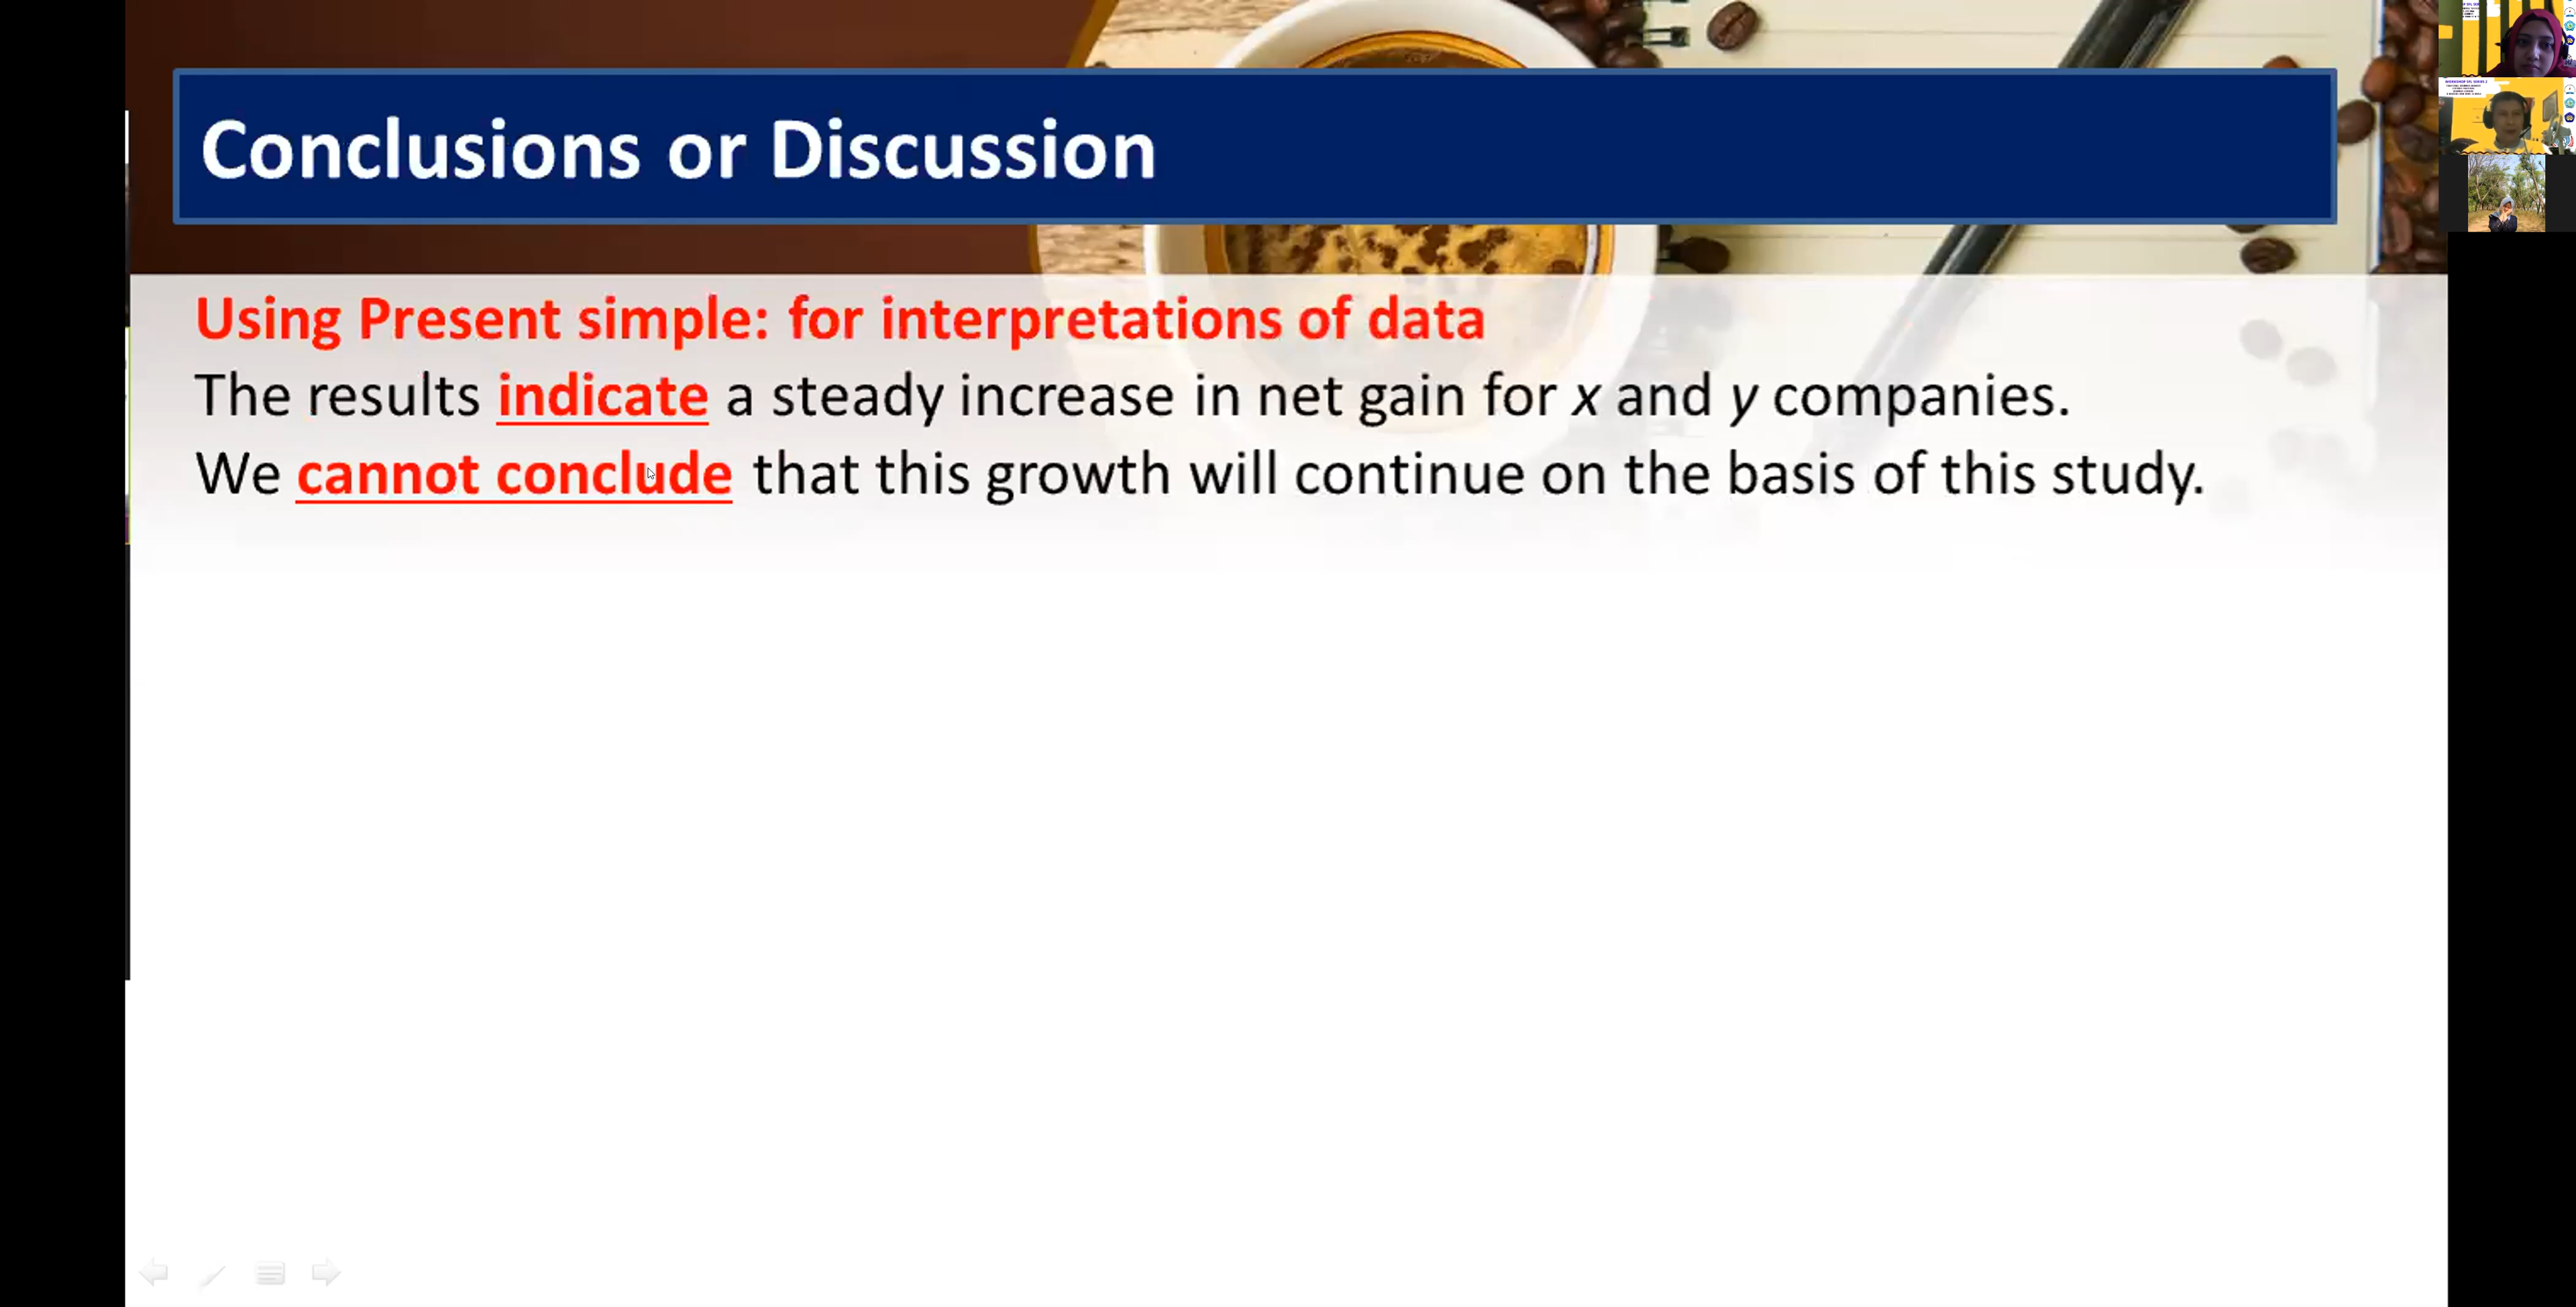 Conclusions or Discussion
Using Present simple: for interpretations of data
The results indicate a steady increase in net gain for x and y companies.
We cannot conclude that this growth will continue on the basis of this study.